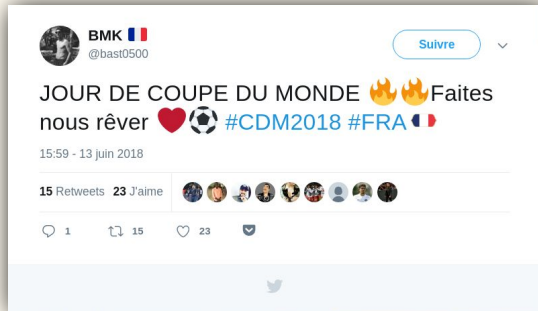 BMK 🇫🇷
@bast0500
Suivre
JOUR DE COUPE DU MONDE 🔥🔥Faites
nous rêver ❤️⚽ #CDM2018 #FRA🇫🇷
15:59 - 13 juin 2018
15 Retweets 23 J'aime
1 15 23